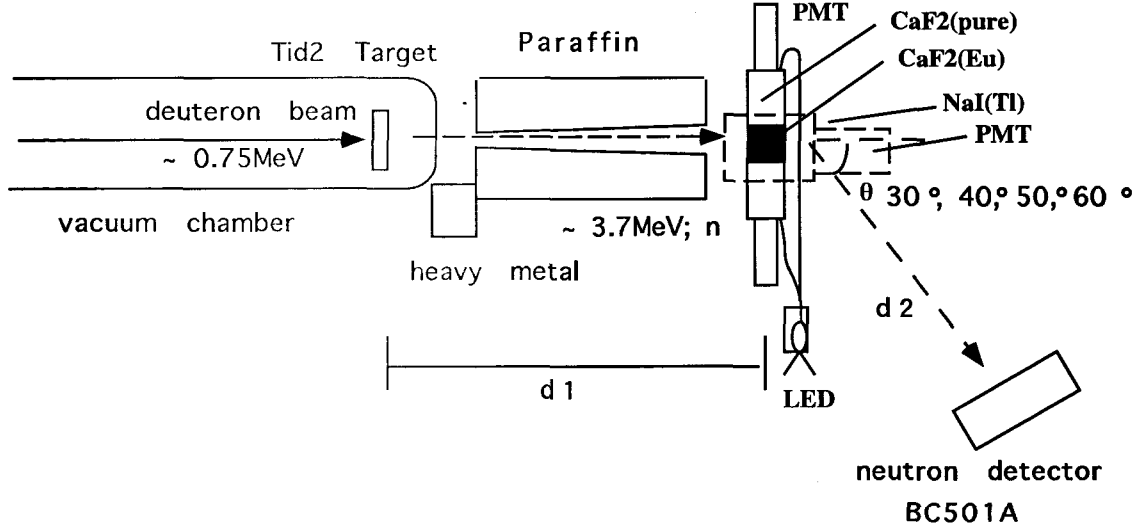 PMT
CaF2(pure)
Paraffin
Tid2 Target
CaF2(Eu)
NaI(Tl)
deuteron beam
PMT
~ 0.75MeV
θ 30 °, 40,° 50,° 60 °
vacuum chamber
~ 3.7MeV; n
heavy metal
d 2
d 1
LED
neutron detector
BC501A